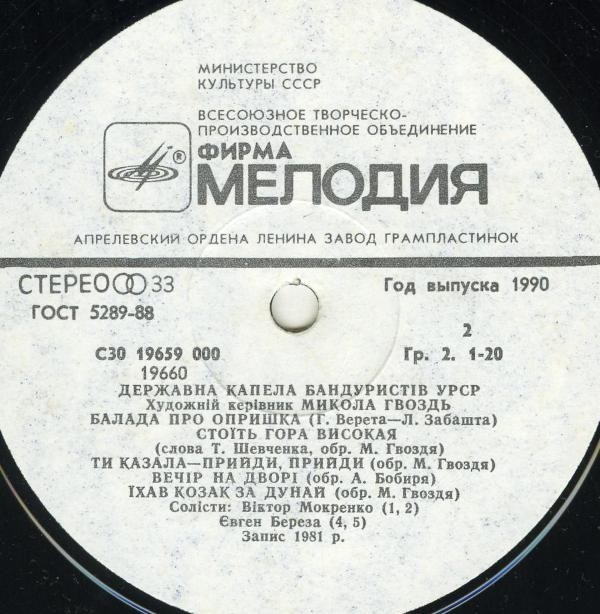 МИНИСТЕРСТВО
КУЛЬТУРЫ СССР
ВСЕСОЮЗНОЕ ТВОРЧЕСКО-
ПРОИЗВОДСТВЕННОЕ ОБЪЕДИНЕНИЕ
ФИРМА
® МЕЛОДИЯ
АПРЕЛЕВСКИЙ ОРДЕНА ЛЕНИНА ЗАВОД ГРАМПЛАСТИНОК
СТЕРЕО 33
Год выпуска 1990
ГОСТ 5289-88
2
С30 19659 000
Гр. 2. 1-20
19660
ДЕРЖАВНА КАПЕЛА БАНДУРИСТІВ УРСР
Художній керівник МИКОЛА ГВОЗДЬ
БАЛАДА ПРО ОПРИШКА (Г. Верета—Л. Забашта)
СТОЇТЬ ГОРА ВИСОКАЯ
(слова Т. Шевченка, обр. М. Гвоздя)
ТИ КАЗАЛА—ПРИЙДИ, ПРИЙДИ (обр. М. Гвоздя)
ВЕЧІР НА ДВОРІ (обр. А. Бобиря)
ЇХАВ КОЗАК ЗА ДУНАЙ (обр. М. Гвоздя)
Солісти: Віктор Мокренко (1, 2)
Євген Береза (4, 5)
Запис 1981 р.